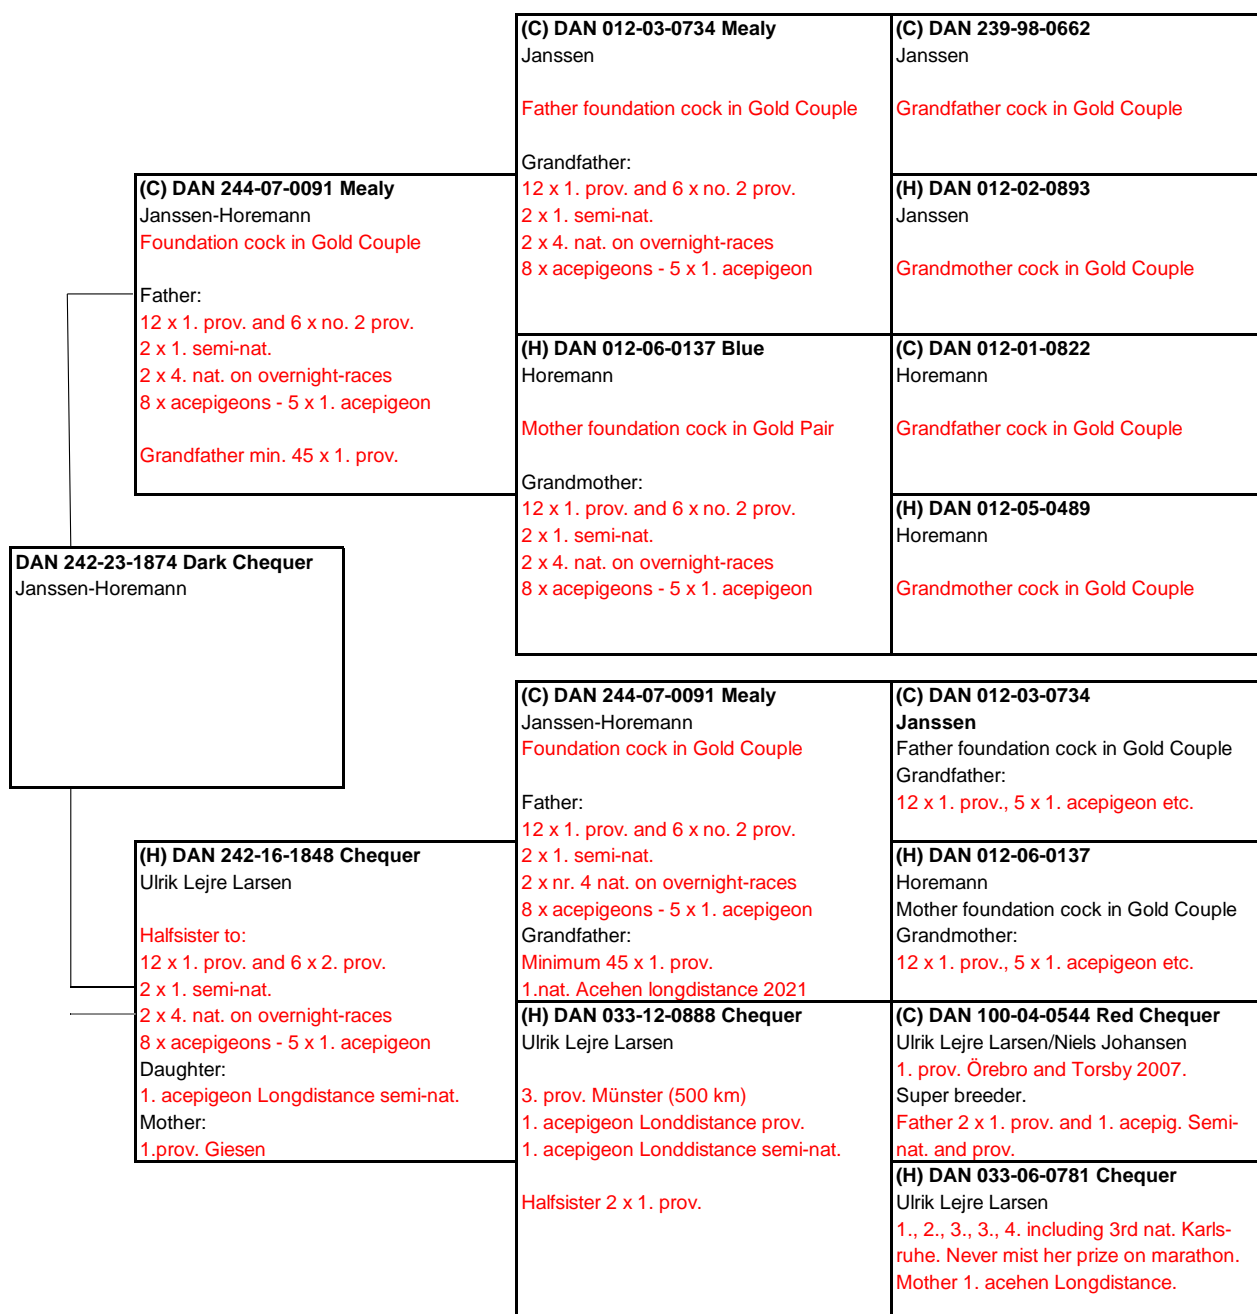 (C) DAN 012-03-0734 Mealy
Janssen
Father foundation cock in Gold Couple
Grandfather:
12 x 1. prov. and 6 x no. 2 prov.
2 x 1. semi-nat.
2 x 4. nat. on overnight-races
8 x acepigeons - 5 x 1. acepigeon
(C) DAN 239-98-0662
Janssen
Grandfather cock in Gold Couple
(H) DAN 012-02-0893
Janssen
Grandmother cock in Gold Couple
(C) DAN 244-07-0091 Mealy
Janssen-Horemann
Foundation cock in Gold Couple
Father:
12 x 1. prov. and 6 x no. 2 prov.
2 x 1. semi-nat.
2 x 4. nat. on overnight-races
8 x acepigeons - 5 x 1. acepigeon
Grandfather min. 45 x 1. prov.
(H) DAN 012-06-0137 Blue
Horemann
Mother foundation cock in Gold Pair
Grandmother:
12 x 1. prov. and 6 x no. 2 prov.
2 x 1. semi-nat.
2 x 4. nat. on overnight-races
8 x acepigeons - 5 x 1. acepigeon
(C) DAN 012-01-0822
Horemann
Grandfather cock in Gold Couple
(H) DAN 012-05-0489
Horemann
Grandmother cock in Gold Couple
DAN 242-23-1874 Dark Chequer
Janssen-Horemann
(C) DAN 244-07-0091 Mealy
Janssen-Horemann
Foundation cock in Gold Couple
Father:
12 x 1. prov. and 6 x no. 2 prov.
2 x 1. semi-nat.
2 x nr. 4 nat. on overnight-races
8 x acepigeons - 5 x 1. acepigeon
Grandfather:
Minimum 45 x 1. prov.
1.nat. Acehen longdistance 2021
(C) DAN 012-03-0734
Janssen
Father foundation cock in Gold Couple
Grandfather:
12 x 1. prov., 5 x 1. acepigeon etc.
(H) DAN 012-06-0137
Horemann
Mother foundation cock in Gold Couple
Grandmother:
12 x 1. prov., 5 x 1. acepigeon etc.
(H) DAN 242-16-1848 Chequer
Ulrik Lejre Larsen
Halfsister to:
12 x 1. prov. and 6 x 2. prov.
2 x 1. semi-nat.
2 x 4. nat. on overnight-races
8 x acepigeons - 5 x 1. acepigeon
Daughter:
1. acepigeon Longdistance semi-nat.
Mother:
1.prov. Giesen
(H) DAN 033-12-0888 Chequer
Ulrik Lejre Larsen
3. prov. Münster (500 km)
1. acepigeon Londdistance prov.
1. acepigeon Londdistance semi-nat.
Halfsister 2 x 1. prov.
(C) DAN 100-04-0544 Red Chequer
Ulrik Lejre Larsen/Niels Johansen
1. prov. Örebro and Torsby 2007.
Super breeder.
Father 2 x 1. prov. and 1. acepig. Semi-
nat. and prov.
(H) DAN 033-06-0781 Chequer
Ulrik Lejre Larsen
1., 2., 3., 3., 4. including 3rd nat. Karls-
ruhe. Never mist her prize on marathon.
Mother 1. acehen Longdistance.